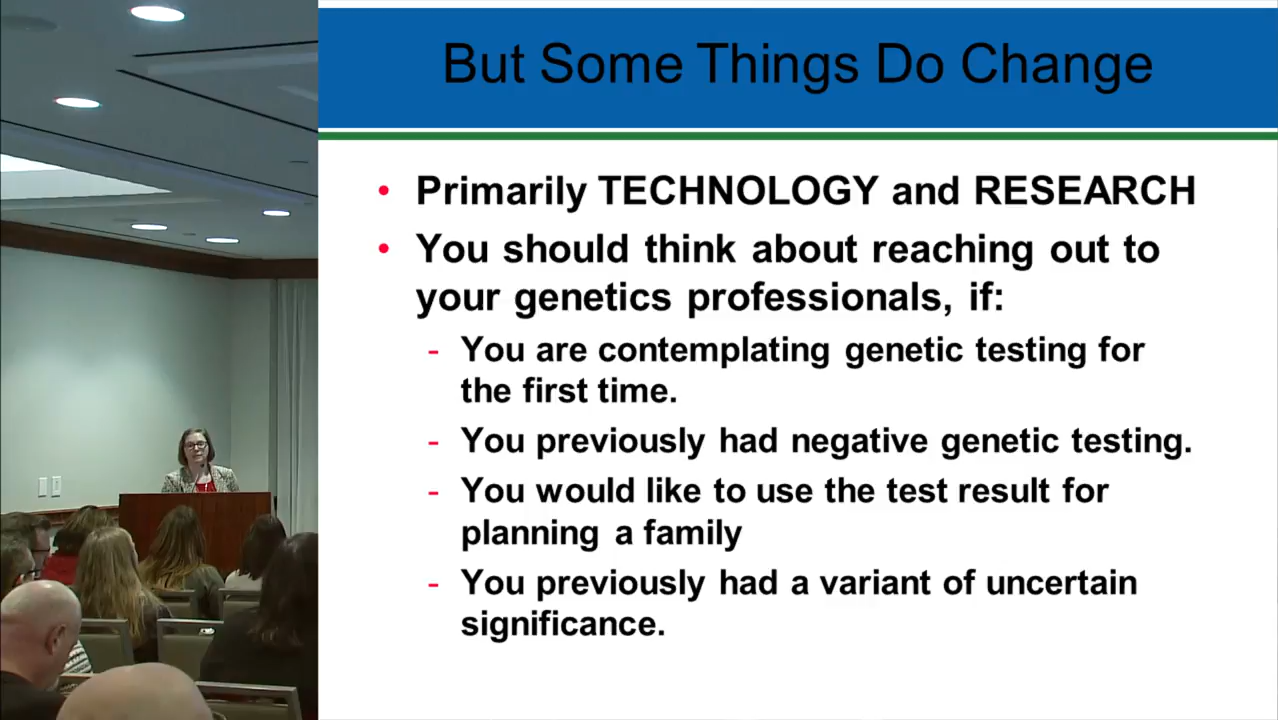 But Some Things Do Change
• Primarily TECHNOLOGY and RESEARCH
• You should think about reaching out to
your genetics professionals, if:
- You are contemplating genetic testing for
the first time.
- You previously had negative genetic testing.
- You would like to use the test result for
planning a family
- You previously had a variant of uncertain
significance.